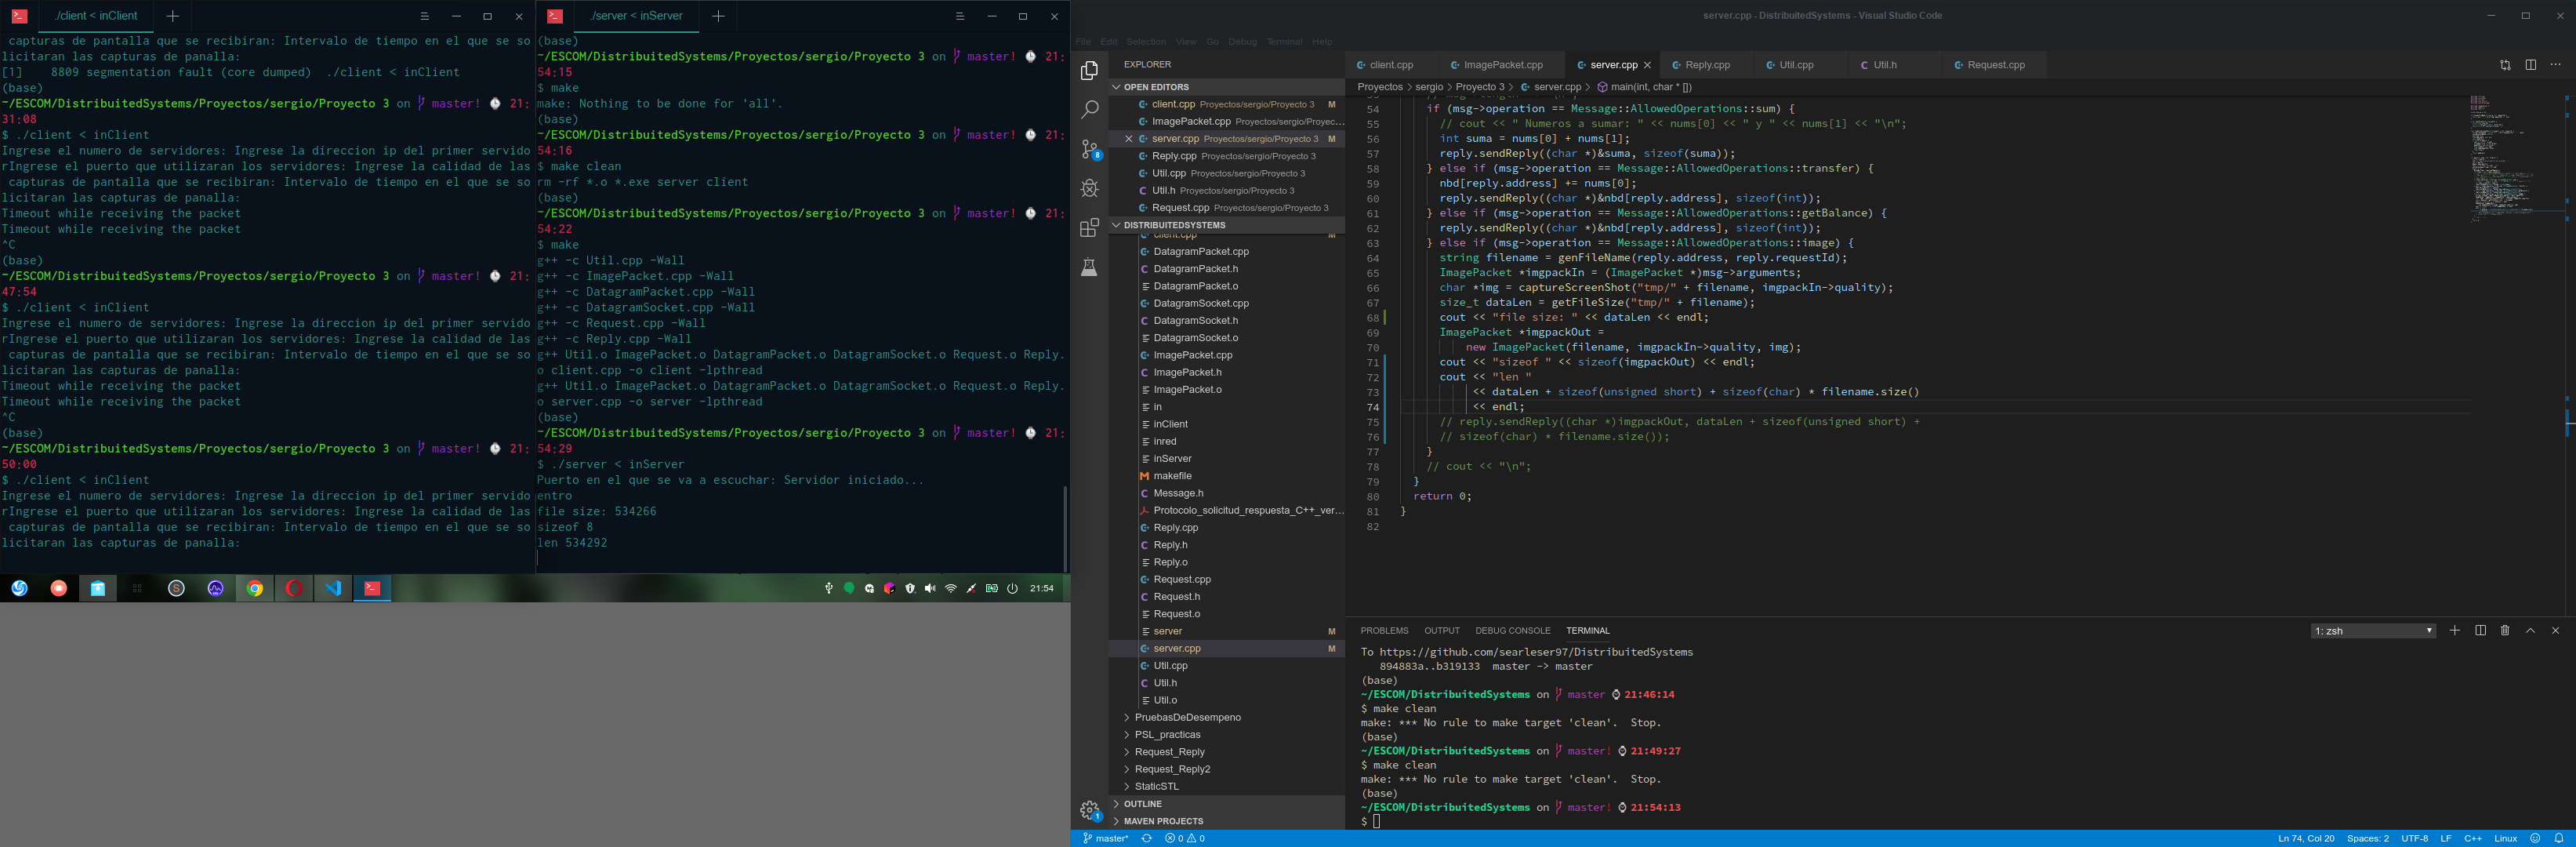 ./client < inClient
capturas de pantalla que se recibiran: Intervalo de tiempo en el que se so
licitaran las capturas de panalla:
[1]    8809 segmentation fault (core dumped)  ./client < inClient
(base)
~/ESCOM/DistribuitedSystems/Proyectos/sergio/Proyecto 3 on master! 21:
31:08
$ ./client < inClient
Ingrese el numero de servidores: Ingrese la direccion ip del primer servido
rIngrese el puerto que utilizaran los servidores: Ingrese la calidad de las
capturas de pantalla que se recibiran: Intervalo de tiempo en el que se so
licitaran las capturas de panalla:
Timeout while receiving the packet
Timeout while receiving the packet
^C
(base)
~/ESCOM/DistribuitedSystems/Proyectos/sergio/Proyecto 3 on master! 21:
47:54
$ ./client < inClient
Ingrese el numero de servidores: Ingrese la direccion ip del primer servido
rIngrese el puerto que utilizaran los servidores: Ingrese la calidad de las
capturas de pantalla que se recibiran: Intervalo de tiempo en el que se so
licitaran las capturas de panalla:
Timeout while receiving the packet
Timeout while receiving the packet
^C
(base)
~/ESCOM/DistribuitedSystems/Proyectos/sergio/Proyecto 3 on master! 21:
50:00
$ ./client < inClient
Ingrese el numero de servidores: Ingrese la direccion ip del primer servido
rIngrese el puerto que utilizaran los servidores: Ingrese la calidad de las
capturas de pantalla que se recibiran: Intervalo de tiempo en el que se so
licitaran las capturas de panalla:
./server < inServer
(base)
~/ESCOM/DistribuitedSystems/Proyectos/sergio/Proyecto 3 on master! 21:
54:15
$ make
make: Nothing to be done for 'all'.
(base)
~/ESCOM/DistribuitedSystems/Proyectos/sergio/Proyecto 3 on master! 21:
54:16
$ make clean
rm -rf *.o *.exe server client
(base)
~/ESCOM/DistribuitedSystems/Proyectos/sergio/Proyecto 3 on master! 21:
54:22
$ make
g++ -c Util.cpp -Wall
g++ -c ImagePacket.cpp -Wall
g++ -c DatagramPacket.cpp -Wall
g++ -c DatagramSocket.cpp -Wall
g++ -c Request.cpp -Wall
g++ -c Reply.cpp -Wall
g++ Util.o ImagePacket.o DatagramPacket.o DatagramSocket.o Request.o Reply.
o client.cpp -o client -lpthread
g++ Util.o ImagePacket.o DatagramPacket.o DatagramSocket.o Request.o Reply.
o server.cpp -o server -lpthread
(base)
~/ESCOM/DistribuitedSystems/Proyectos/sergio/Proyecto 3 on master! 21:
54:29
$ ./server < inServer
Puerto en el que se va a escuchar: Servidor iniciado...
entro
file size: 534266
sizeof 8
len 534292
21:54
server.cpp - DistribuitedSystems - Visual Studio Code
File Edit Selection View Go Debug Terminal Help
EXPLORER
OPEN EDITORS
client.cpp Proyectos/sergio/Proyecto 3 M
ImagePacket.cpp Proyectos/sergio/Proyec...
server.cpp Proyectos/sergio/Proyecto 3 M
Reply.cpp Proyectos/sergio/Proyecto 3
Util.cpp Proyectos/sergio/Proyecto 3
Util.h Proyectos/sergio/Proyecto 3
Request.cpp Proyectos/sergio/Proyecto 3
DISTRIBUITEDSYSTEMS
client.cpp M
DatagramPacket.cpp
DatagramPacket.h
DatagramPacket.o
DatagramSocket.cpp
DatagramSocket.h
DatagramSocket.o
ImagePacket.cpp
ImagePacket.h
ImagePacket.o
in
inClient
inred
inServer
makefile
Message.h
Protocolo_solicitud_respuesta_C++_ver...
Reply.cpp
Reply.h
Reply.o
Request.cpp
Request.h
Request.o
server M
server.cpp M
Util.cpp
Util.h
Util.o
PruebasDeDesempeno
PSL_practicas
Request_Reply
Request_Reply2
StaticSTL
OUTLINE
MAVEN PROJECTS
8
1
client.cpp ImagePacket.cpp server.cpp Reply.cpp Util.cpp Util.h Request.cpp
Proyectos > sergio > Proyecto 3 > server.cpp > main(int, char * [])
54 if (msg->operation == Message::AllowedOperations::sum) {
55 // cout << " Numeros a sumar: " << nums[0] << " y " << nums[1] << "\n";
56 int suma = nums[0] + nums[1];
57 reply.sendReply((char *)&suma, sizeof(suma));
58 } else if (msg->operation == Message::AllowedOperations::transfer) {
59 nbd[reply.address] += nums[0];
60 reply.sendReply((char *)&nbd[reply.address], sizeof(int));
61 } else if (msg->operation == Message::AllowedOperations::getBalance) {
62 reply.sendReply((char *)&nbd[reply.address], sizeof(int));
63 } else if (msg->operation == Message::AllowedOperations::image) {
64 string filename = genFileName(reply.address, reply.requestId);
65 ImagePacket *imgpackIn = (ImagePacket *)msg->arguments;
66 char *img = captureScreenShot("tmp/" + filename, imgpackIn->quality);
67 size_t dataLen = getFileSize("tmp/" + filename);
68 cout << "file size: " << dataLen << endl;
69 ImagePacket *imgpackOut =
70 new ImagePacket(filename, imgpackIn->quality, img);
71 cout << "sizeof " << sizeof(imgpackOut) << endl;
72 cout << "len "
73 << dataLen + sizeof(unsigned short) + sizeof(char) * filename.size()
74 << endl;
75 // reply.sendReply((char *)imgpackOut, dataLen + sizeof(unsigned short) +
76 // sizeof(char) * filename.size());
77 }
78 // cout << "\n";
79 }
80 return 0;
81 }
82
PROBLEMS OUTPUT DEBUG CONSOLE TERMINAL
1: zsh
To https://github.com/searleser97/DistribuitedSystems
894883a..b319133  master -> master
(base)
~/ESCOM/DistribuitedSystems on master 21:46:14
$ make clean
make: *** No rule to make target 'clean'.  Stop.
(base)
~/ESCOM/DistribuitedSystems on master! 21:49:27
$ make clean
make: *** No rule to make target 'clean'.  Stop.
(base)
~/ESCOM/DistribuitedSystems on master! 21:54:13
$
master* 0 0 Ln 74, Col 20 Spaces: 2 UTF-8 LF C++ Linux